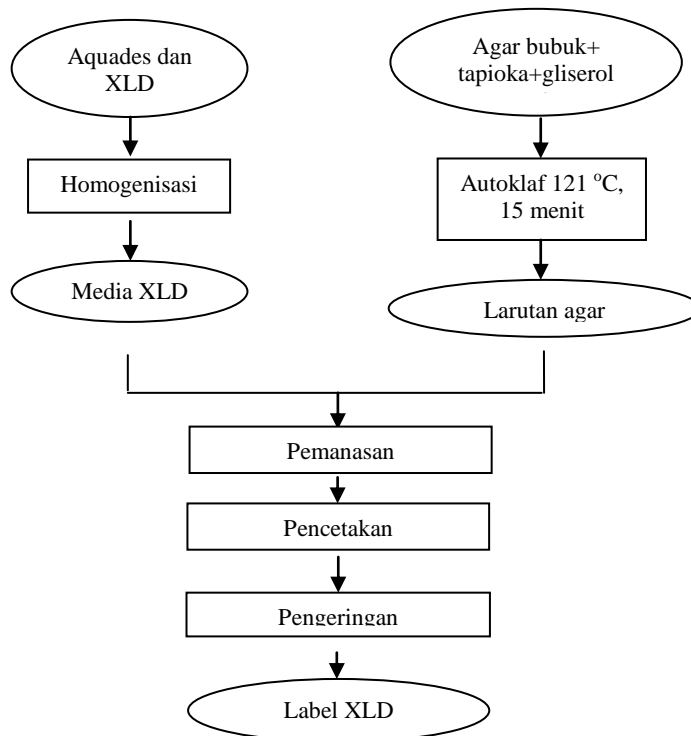 Aquades dan
XLD
Homogenisasi
Media XLD
Agar bubuk+
tapioka+gliserol
Autoklaf 121 °C,
15 menit
Larutan agar
Pemanasan
Pencetakan
Pengeringan
Label XLD